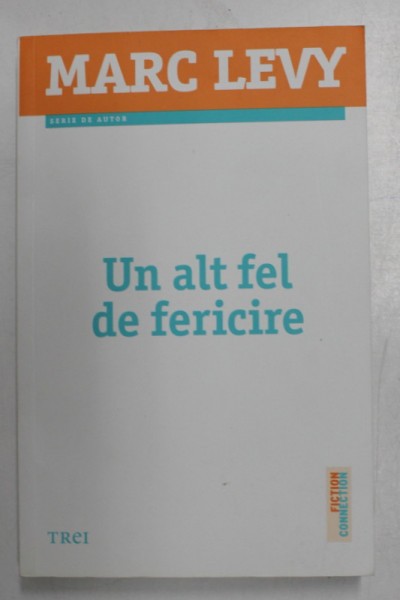 MARC LEVY
SERIE DE AUTOR
Un alt fel
de fericire
FICTION
CONNECTION
TREI